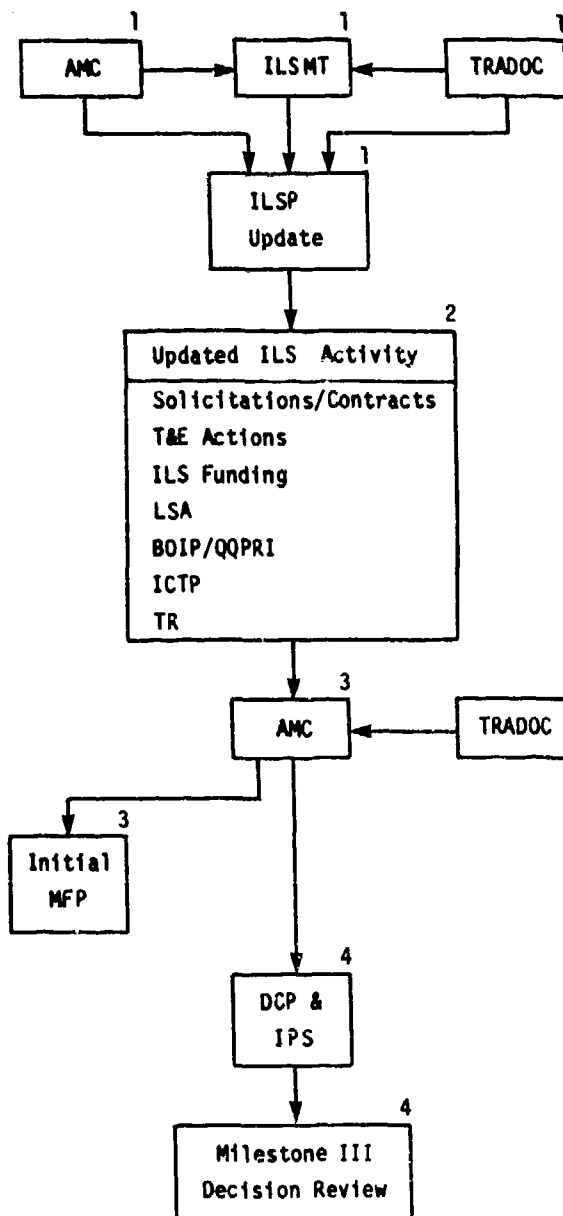 1 1 1
AMC ILSMT TRADOC
1
ILSP
Update
2
Updated ILS Activity
Solicitations/Contracts
T&E Actions
ILS Funding
LSA
BOIP/QQPRI
ICTP
TR
3
AMC TRADOC
3
Initial
MFP
4
DCP &
IPS
4
Milestone III
Decision Review